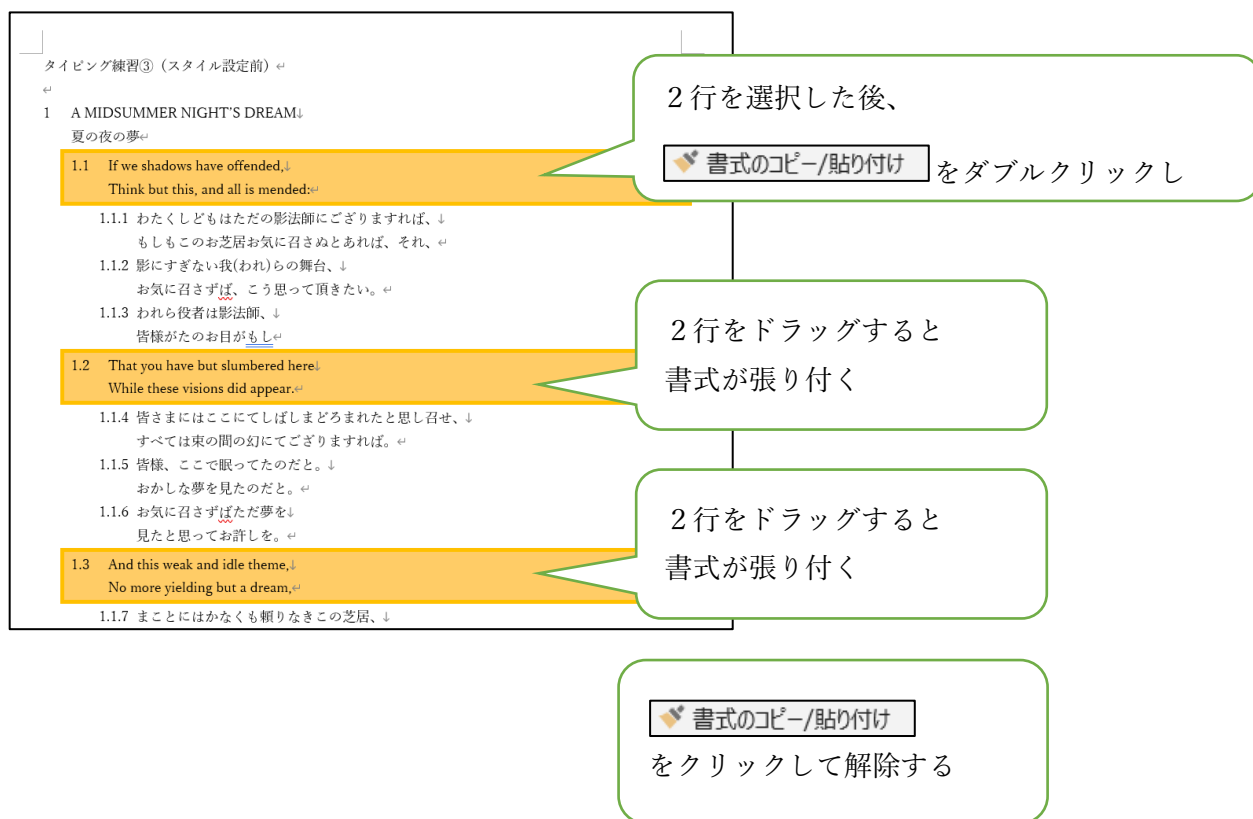 タイピング練習③（スタイル設定前）↵
↵
1 A MIDSUMMER NIGHT'S DREAM↓
夏の夜の夢↵
1.1 If we shadows have offended,↓
Think but this, and all is mended:↵
1.1.1 わたくしどもはただの影法師にござりますれば、↓
もしもこのお芝居お気に召さぬとあれば、それ、↵
1.1.2 影にすぎない我(われ)らの舞台、↓
お気に召さずば、こう思って頂きたい。↵
1.1.3 われら役者は影法師、↓
皆様がたのお目がもし↵
1.2 That you have but slumbered here↓
While these visions did appear.↵
1.1.4 皆さまにはここにてしばしまどろまれたと思し召せ、↓
すべては束の間の幻にてござりますれば。↵
1.1.5 皆様、ここで眠ってたのだと。↓
おかしな夢を見たのだと。↵
1.1.6 お気に召さずばただ夢を↓
見たと思ってお許しを。↵
1.3 And this weak and idle theme,↓
No more yielding but a dream,↵
1.1.7 まことにはかなくも頼りなきこの芝居、↓
２行を選択した後、
書式のコピー/貼り付け をダブルクリックし
２行をドラッグすると
書式が張り付く
２行をドラッグすると
書式が張り付く
書式のコピー/貼り付け
をクリックして解除する